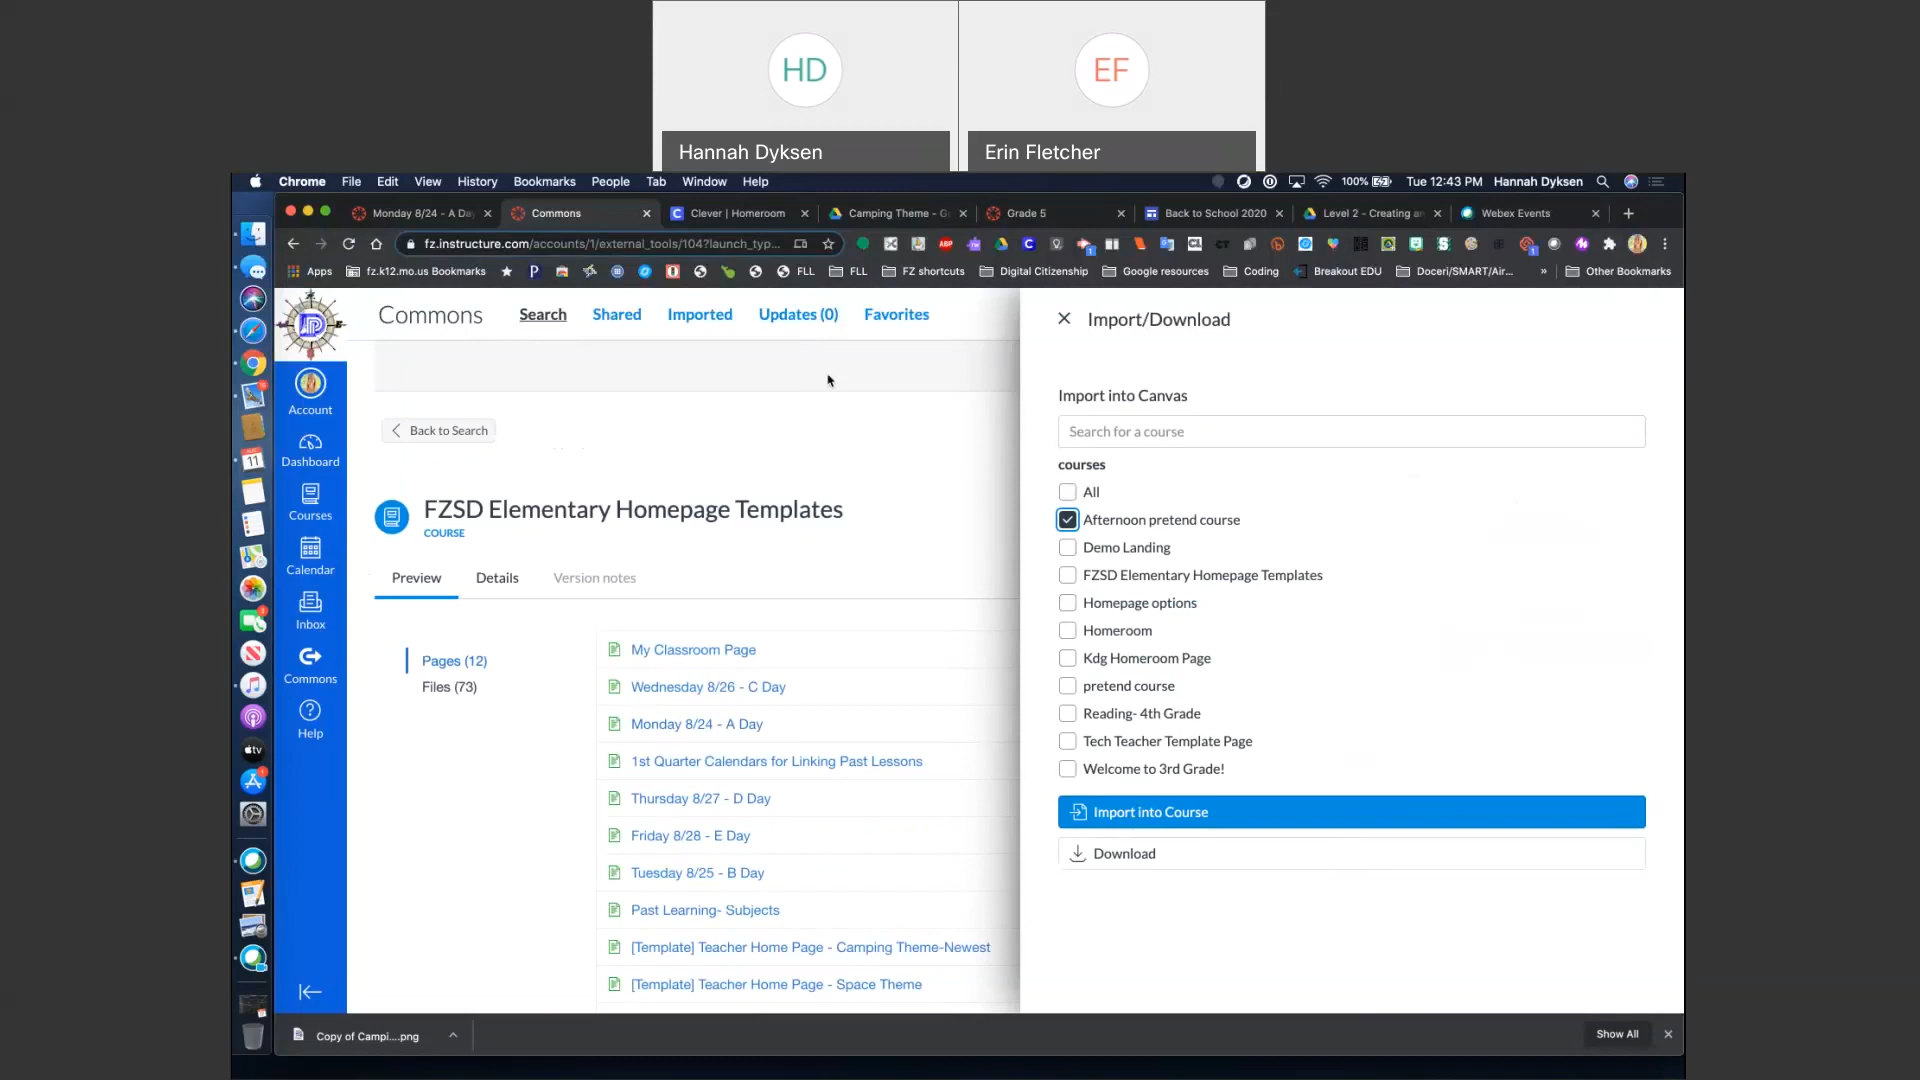 HD
EF
Hannah Dyksen
Erin Fletcher
Chrome File Edit View History Bookmarks People Tab Window Help
100% Tue 12:43 PM Hannah Dyksen
Monday 8/24 - A Da
Commons
Clever | Homeroom
Camping Theme - G
Grade 5
Back to School 2020
Level 2 - Creating an
Webex Events
fz.instructure.com/accounts/1/external_tools/104?launch_typ...
Apps
fz.k12.mo.us Bookmarks
FLL
FLL
FZ shortcuts
Digital Citizenship
Google resources
Coding
Breakout EDU
Doceri/SMART/Air...
»
Other Bookmarks
Commons
Search
Shared
Imported
Updates (0)
Favorites
Account
Dashboard
Courses
Calendar
Inbox
Commons
Help
Back to Search
FZSD Elementary Homepage Templates
COURSE
Preview
Details
Version notes
Pages (12)
Files (73)
My Classroom Page
Wednesday 8/26 - C Day
Monday 8/24 - A Day
1st Quarter Calendars for Linking Past Lessons
Thursday 8/27 - D Day
Friday 8/28 - E Day
Tuesday 8/25 - B Day
Past Learning- Subjects
[Template] Teacher Home Page - Camping Theme-Newest
[Template] Teacher Home Page - Space Theme
Import/Download
Import into Canvas
Search for a course
courses
All
Afternoon pretend course
Demo Landing
FZSD Elementary Homepage Templates
Homepage options
Homeroom
Kdg Homeroom Page
pretend course
Reading- 4th Grade
Tech Teacher Template Page
Welcome to 3rd Grade!
Import into Course
Download
Copy of Campi....png
Show All